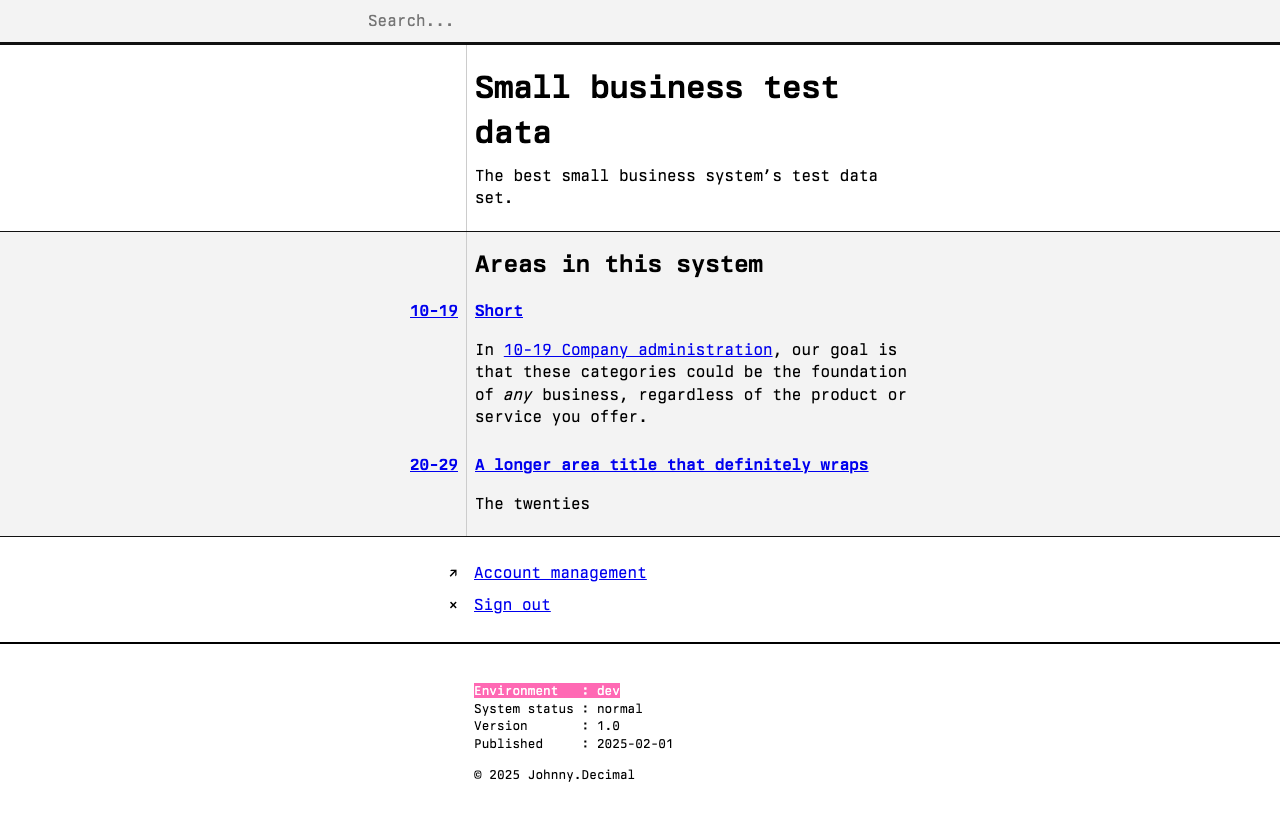 Search...
Small business test
data
The best small business system’s test data
set.
Areas in this system
10-19 Short
In 10-19 Company administration, our goal is
that these categories could be the foundation
of any business, regardless of the product or
service you offer.
20-29 A longer area title that definitely wraps
The twenties
↗ Account management
× Sign out
Environment : dev
System status : normal
Version : 1.0
Published : 2025-02-01
© 2025 Johnny.Decimal